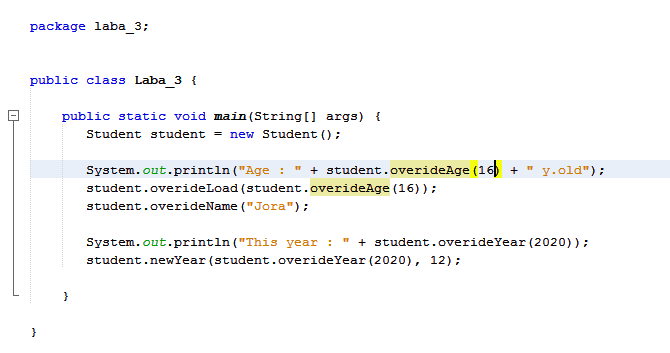 package laba_3;
public class Laba_3 {
public static void main(String[] args) {
Student student = new Student();
System.out.println("Age : " + student.overideAge(16) + " y.old");
student.overideLoad(student.overideAge(16));
student.overideName("Jora");
System.out.println("This year : " + student.overideYear(2020));
student.newYear(student.overideYear(2020), 12);
}
}